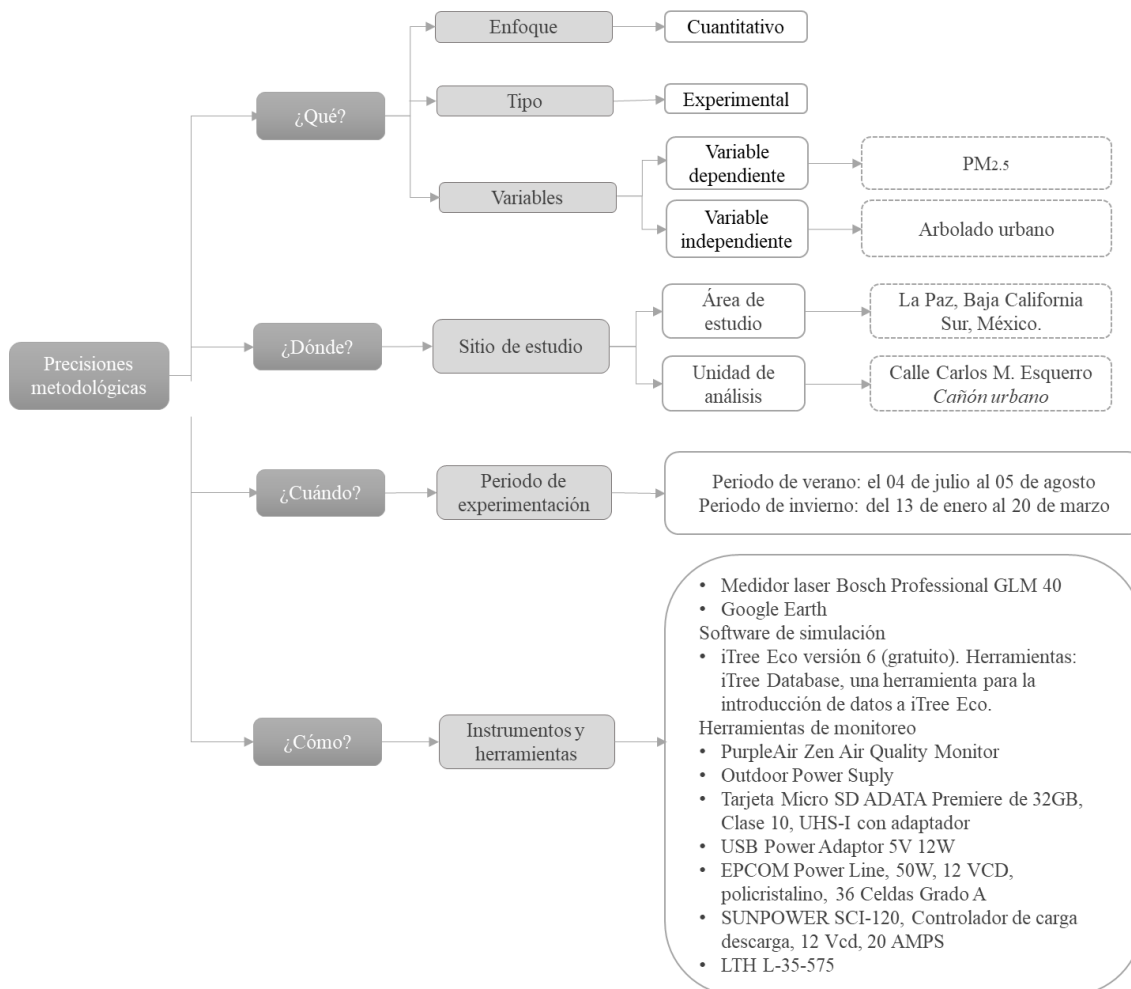 Precisiones
metodológicas
¿Qué?
Enfoque
Cuantitativo
Tipo
Experimental
Variables
Variable
dependiente
PM2.5
Variable
independiente
Arbolado urbano
¿Dónde?
Sitio de estudio
Área de
estudio
La Paz, Baja California
Sur, México.
Unidad de
análisis
Calle Carlos M. Esquerro
Cañón urbano
¿Cuándo?
Periodo de
experimentación
Periodo de verano: el 04 de julio al 05 de agosto
Periodo de invierno: del 13 de enero al 20 de marzo
¿Cómo?
Instrumentos y
herramientas
• Medidor laser Bosch Professional GLM 40
• Google Earth
Software de simulación
• iTree Eco versión 6 (gratuito). Herramientas:
iTree Database, una herramienta para la
introducción de datos a iTree Eco.
Herramientas de monitoreo
• PurpleAir Zen Air Quality Monitor
• Outdoor Power Suply
• Tarjeta Micro SD ADATA Premiere de 32GB,
Clase 10, UHS-I con adaptador
• USB Power Adaptor 5V 12W
• EPCOM Power Line, 50W, 12 VCD,
policristalino, 36 Celdas Grado A
• SUNPOWER SCI-120, Controlador de carga
descarga, 12 Vcd, 20 AMPS
• LTH L-35-575